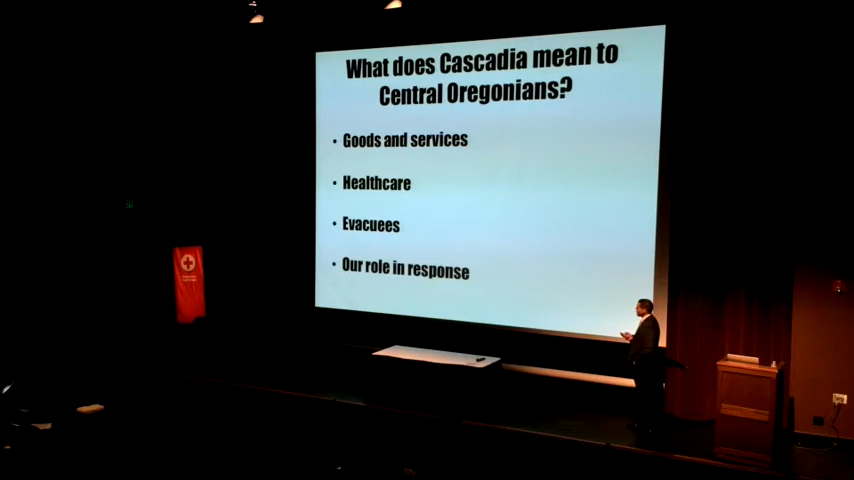 What does Cascadia mean to
Central Oregonians?
• Goods and services
• Healthcare
• Evacuees
• Our role in response